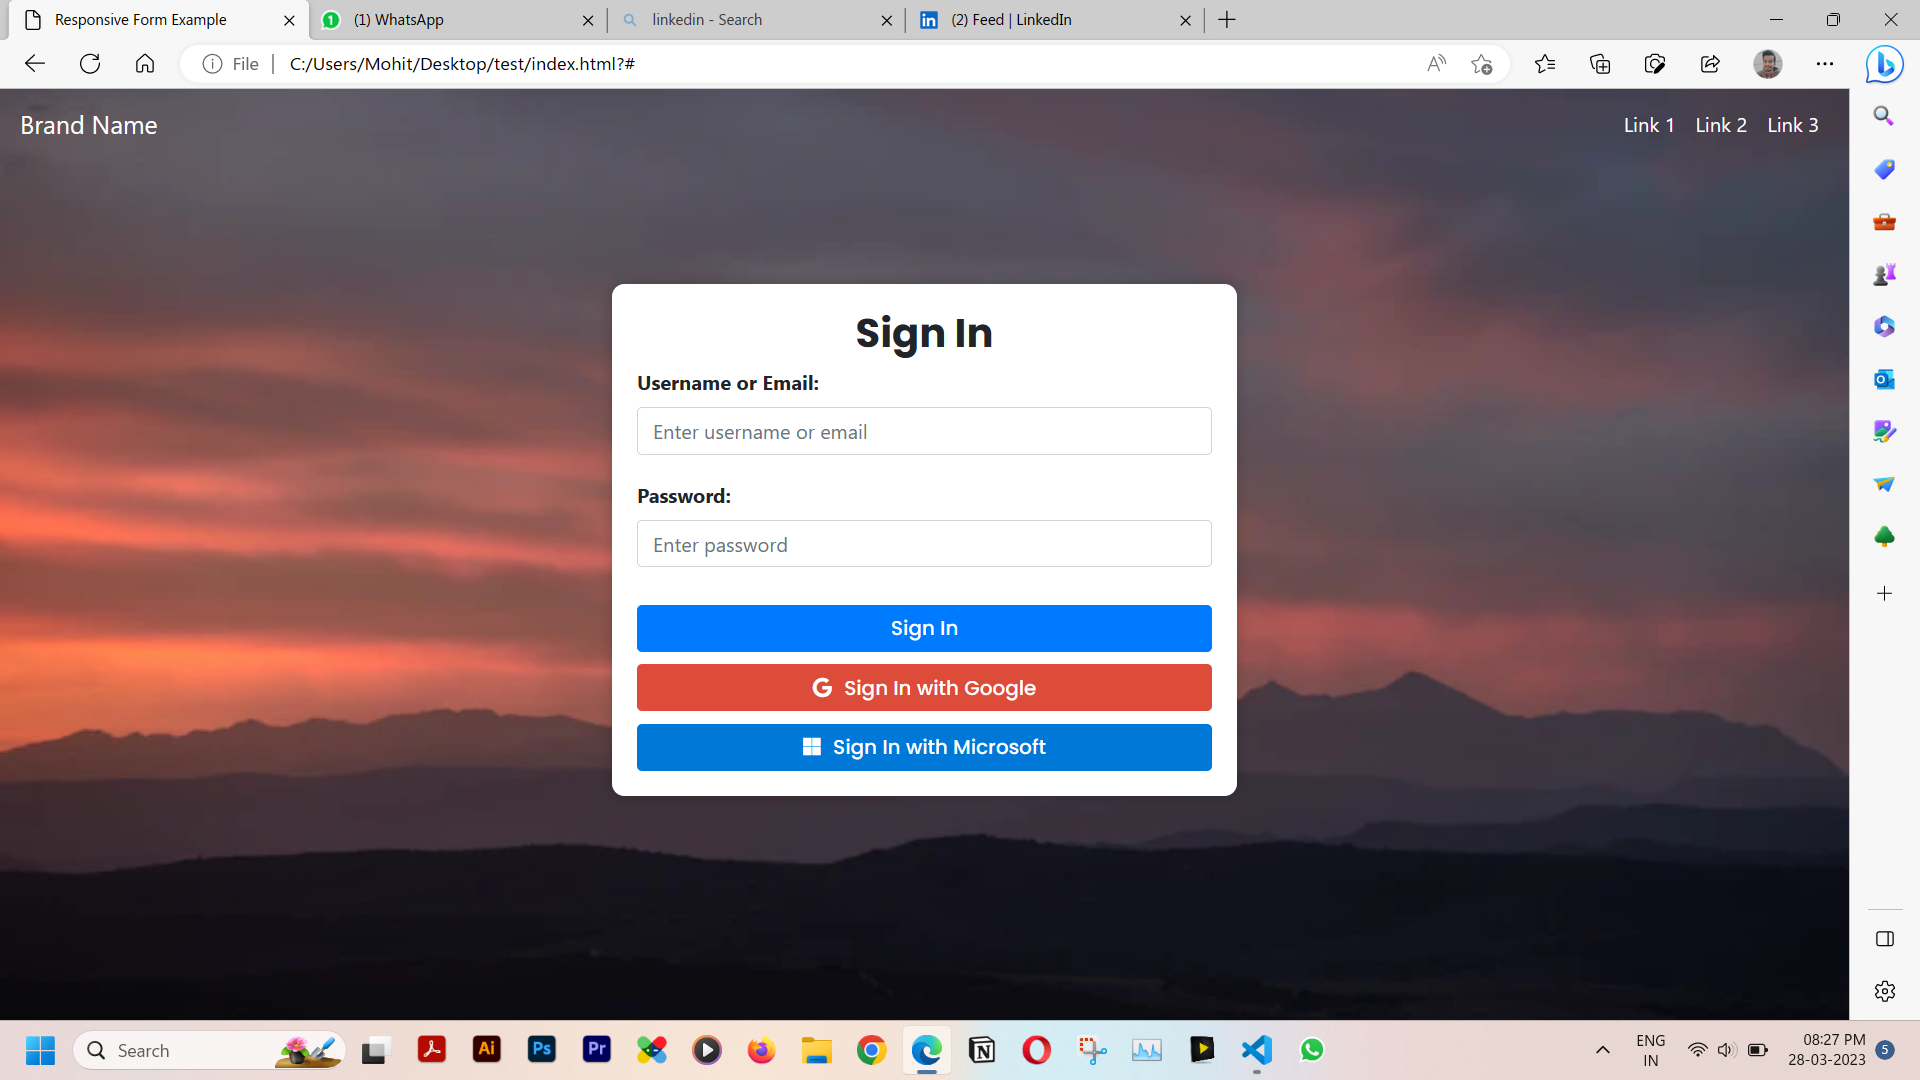 Responsive Form Example
(1) WhatsApp
linkedin - Search
(2) Feed | LinkedIn
File
C:/Users/Mohit/Desktop/test/index.html?#
Brand Name
Link 1 Link 2 Link 3
Sign In
Username or Email:
Enter username or email
Password:
Enter password
Sign In
G Sign In with Google
Sign In with Microsoft
Search
Ai
Ps
Pr
ENG
IN
08:27 PM
28-03-2023
5